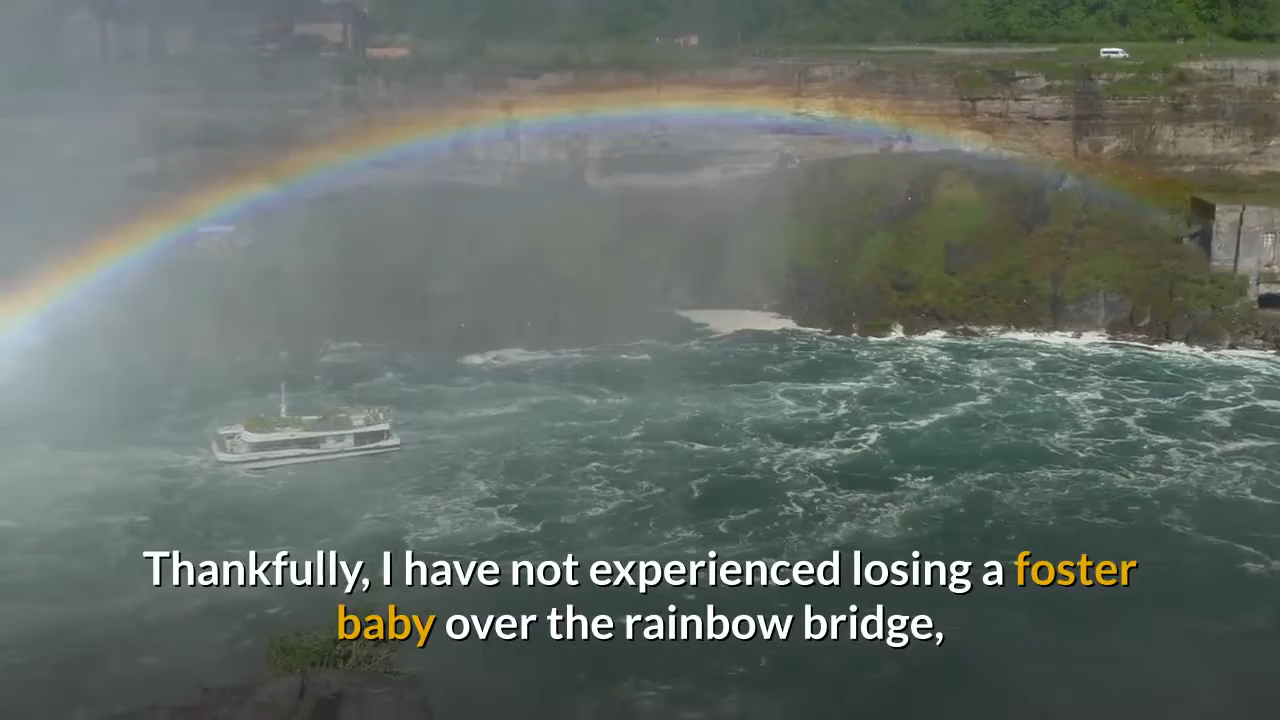 Thankfully, I have not experienced losing a foster
baby over the rainbow bridge,